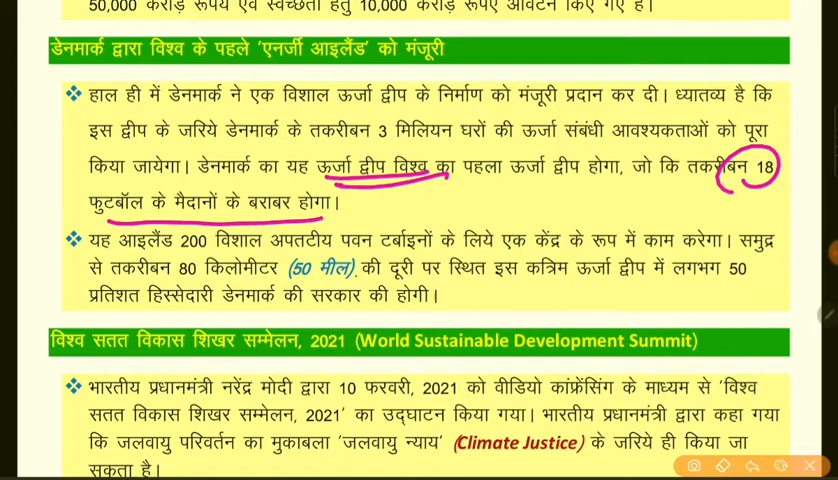 50,000 करोड़ रूपये एवं स्वच्छता हेतु 10,000 करोड़ रूपए आवंटन किए गए है।
डेनमार्क द्वारा विश्व के पहले 'एनर्जी आइलैंड' को मंजूरी
हाल ही में डेनमार्क ने एक विशाल ऊर्जा द्वीप के निर्माण को मंजूरी प्रदान कर दी। ध्यातव्य है कि
इस द्वीप के जरिये डेनमार्क के तकरीबन 3 मिलियन घरों की ऊर्जा संबंधी आवश्यकताओं को पूरा
किया जायेगा। डेनमार्क का यह ऊर्जा द्वीप विश्व का पहला ऊर्जा द्वीप होगा, जो कि तकरीबन 18
फुटबॉल के मैदानों के बराबर होगा।
यह आइलैंड 200 विशाल अपतटीय पवन टर्बाइनों के लिये एक केंद्र के रूप में काम करेगा। समुद्र
से तकरीबन 80 किलोमीटर (50 मील) की दूरी पर स्थित इस कत्रिम ऊर्जा द्वीप में लगभग 50
प्रतिशत हिस्सेदारी डेनमार्क की सरकार की होगी।
विश्व सतत विकास शिखर सम्मेलन, 2021 (World Sustainable Development Summit)
भारतीय प्रधानमंत्री नरेंद्र मोदी द्वारा 10 फरवरी, 2021 को वीडियो कांफ्रेंसिंग के माध्यम से 'विश्व
सतत विकास शिखर सम्मेलन, 2021' का उद्घाटन किया गया। भारतीय प्रधानमंत्री द्वारा कहा गया
कि जलवायु परिवर्तन का मुकाबला 'जलवायु न्याय' (Climate Justice) के जरिये ही किया जा
सकता है।